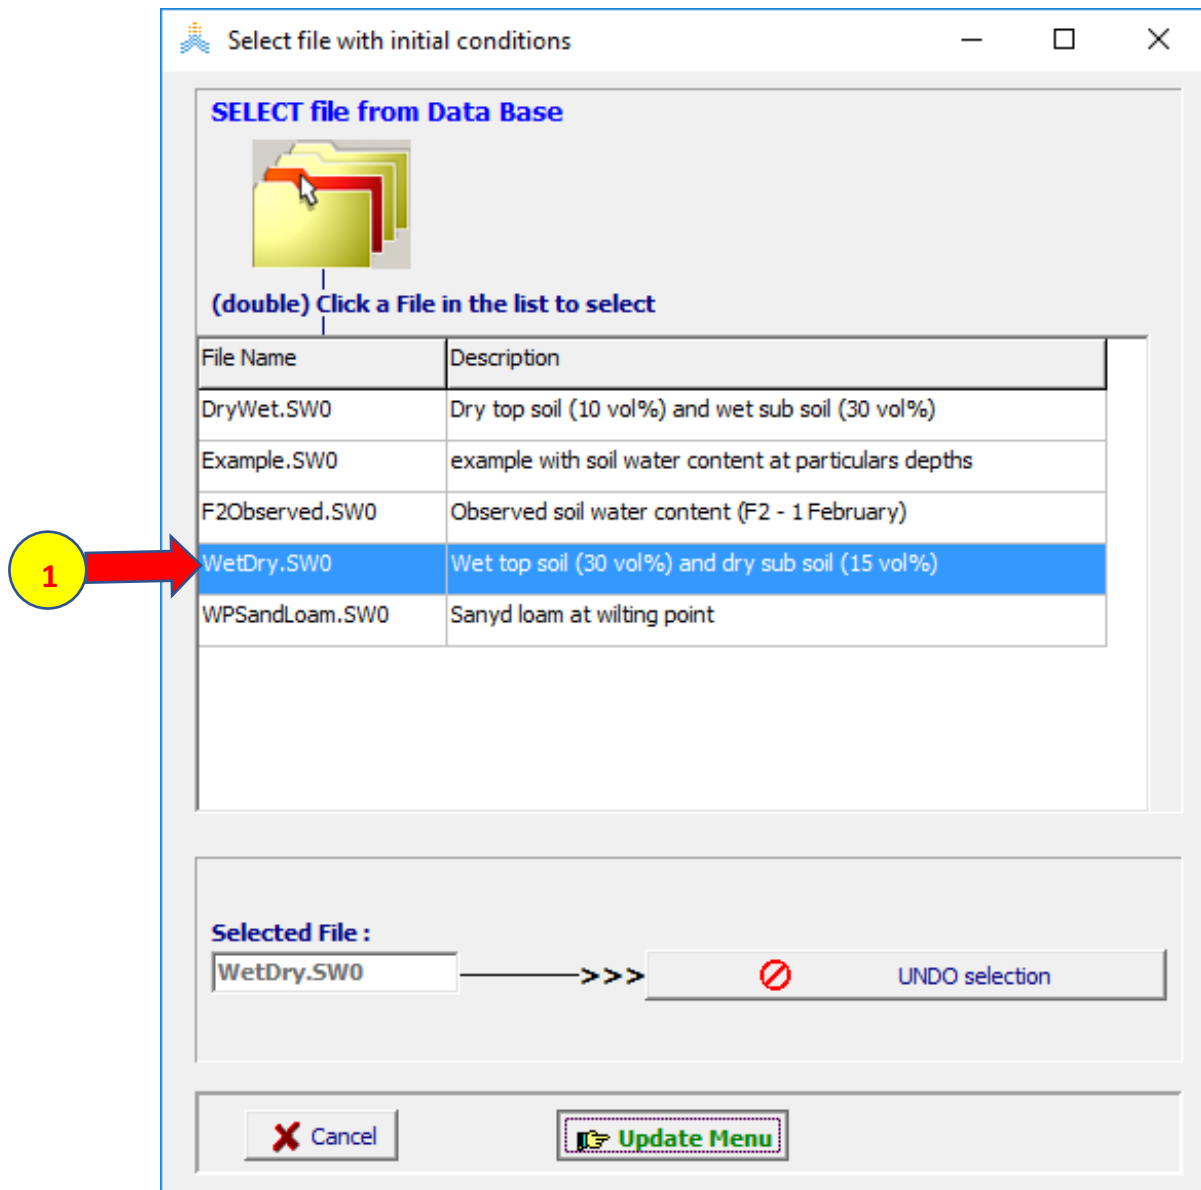 Select file with initial conditions
SELECT file from Data Base
(double) Click a File in the list to select
File Name Description
DryWet.SW0 Dry top soil (10 vol%) and wet sub soil (30 vol%)
Example.SW0 example with soil water content at particulars depths
F2Observed.SW0 Observed soil water content (F2 - 1 February)
1 WetDry.SW0 Wet top soil (30 vol%) and dry sub soil (15 vol%)
WPSandLoam.SW0 Sanyd loam at wilting point
Selected File :
WetDry.SW0 >>> UNDO selection
Cancel Update Menu